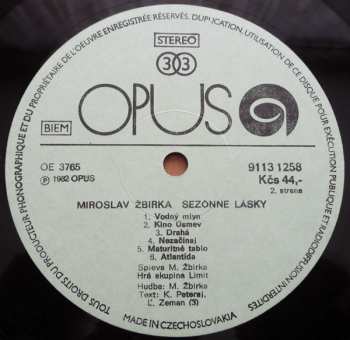 TOUS DROITS DU PRODUCTEUR PHONOGRAPHIQUE ET DU PROPRIÉTAIRE DE L'OEUVRE ENREGISTRÉE RÉSERVÉS. DUPLICATION, UTILISATION DE CE DISQUE POUR EXÉCUTION PUBLIQUE ET RADIODIFFUSION INTERDITES
STEREO
33
OPUS
BIEM
OE 3765
9113 1258
℗ 1982 OPUS
Kčs 44,-
2. strana
MIROSLAV ŽBIRKA SEZONNE LÁSKY
1. Vodný mlyn
2. Kino Úsmev
3. Drahá
4. Nezačínaj
5. Maturitné tablo
6. Atlantída
Spieva M. Žbirka
Hrá skupina Limit
Hudba: M. Žbirka
Text: K. Peteraj,
Ľ. Zeman (3)
MADE IN CZECHOSLOVAKIA